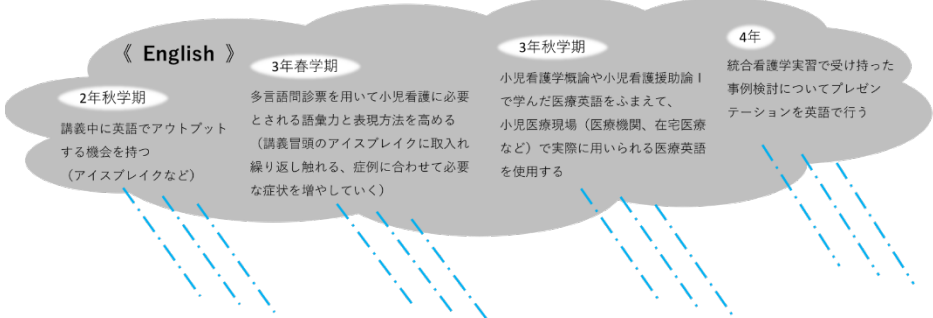 《 English 》
2年秋学期
講義中に英語でアウトプット
する機会を持つ
（アイスブレイクなど）
3年春学期
多言語問診票を用いて小児看護に必要
とされる語彙力と表現方法を高める
（講義冒頭のアイスブレイクに取入れ
繰り返し触れる、症例に合わせて必要
な症状を増やしていく）
3年秋学期
小児看護学概論や小児看護援助論Ⅰ
で学んだ医療英語をふまえて、
小児医療現場（医療機関、在宅医療
など）で実際に用いられる医療英語
を使用する
4年
統合看護学実習で受け持った
事例検討についてプレゼン
テーションを英語で行う